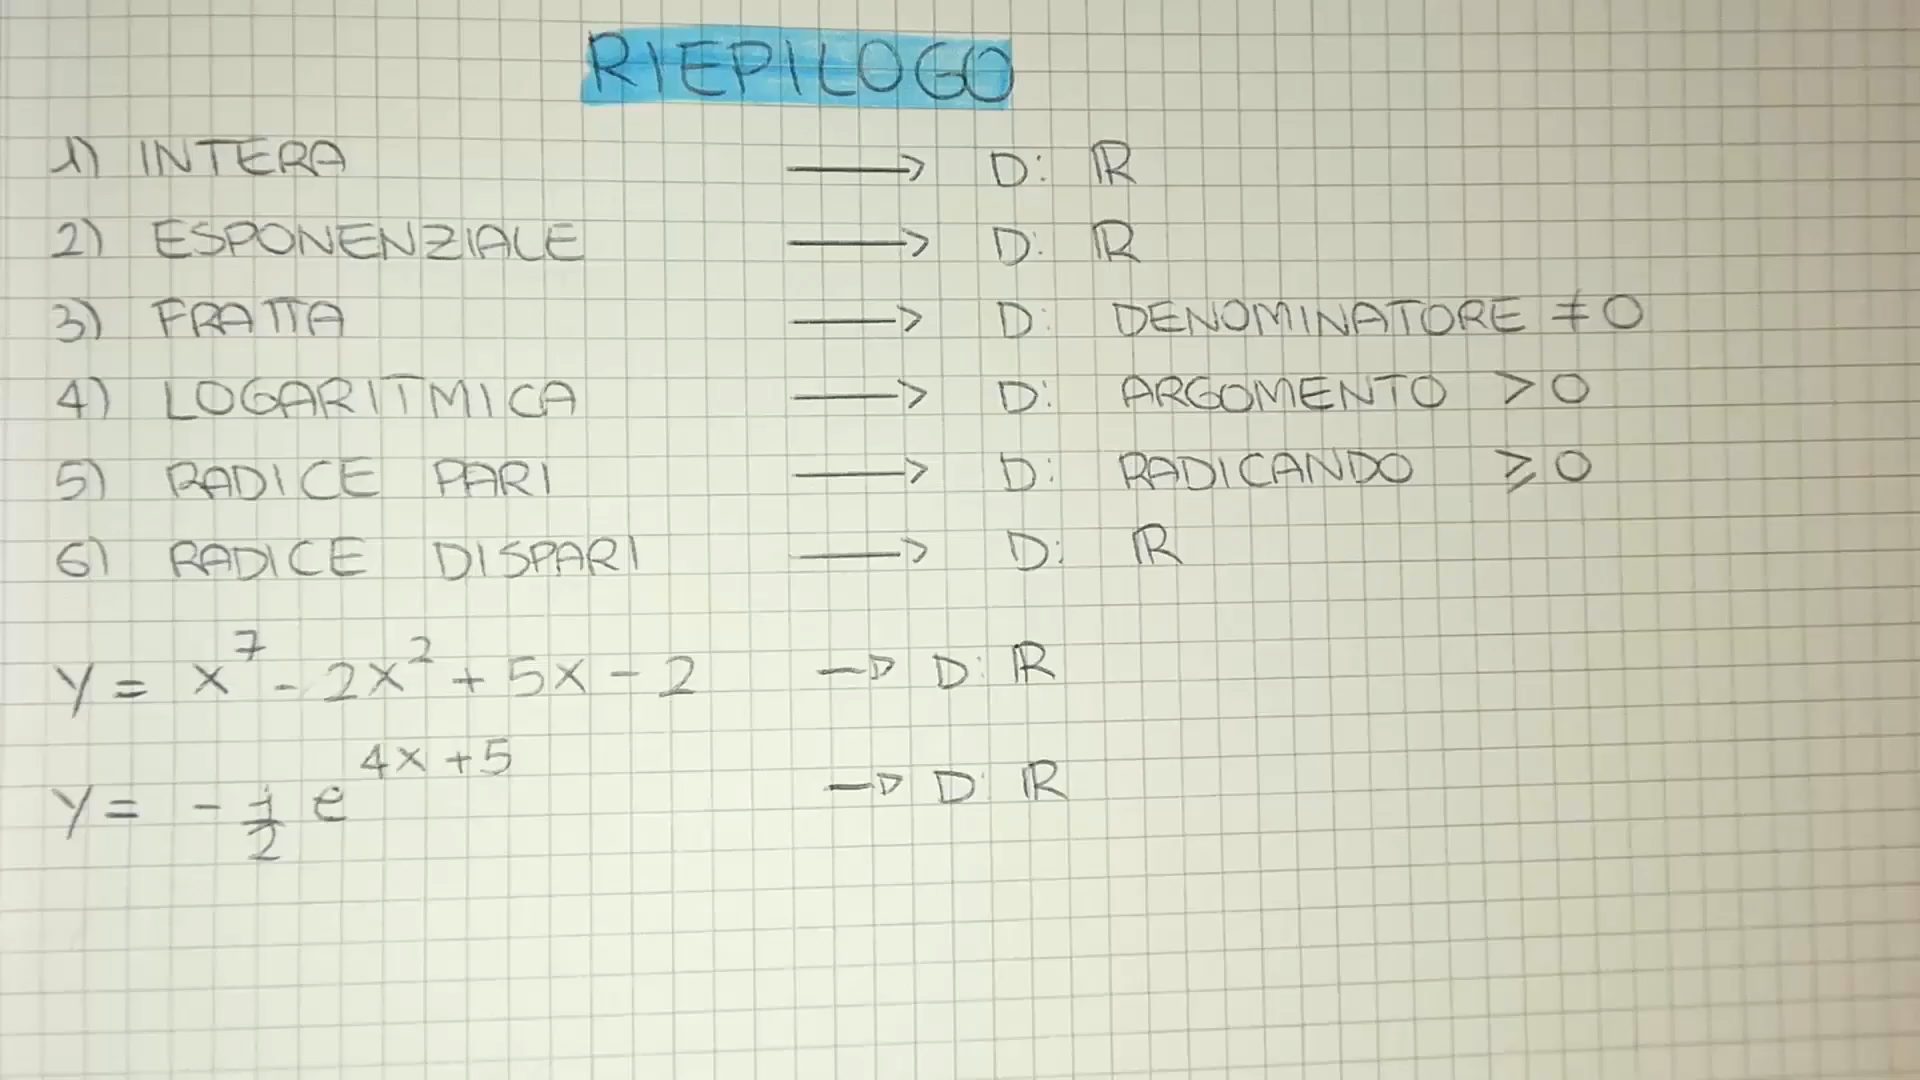 RIEPILOGO
1) INTERA → D: ℝ
2) ESPONENZIALE → D: ℝ
3) FRATTA → D: DENOMINATORE ≠ 0
4) LOGARITMICA → D: ARGOMENTO > 0
5) RADICE PARI → D: RADICANDO ⩾ 0
6) RADICE DISPARI → D: ℝ
y = x⁷ - 2x² + 5x - 2 → D: ℝ
y = - 1/2 e^(4x+5) → D: ℝ